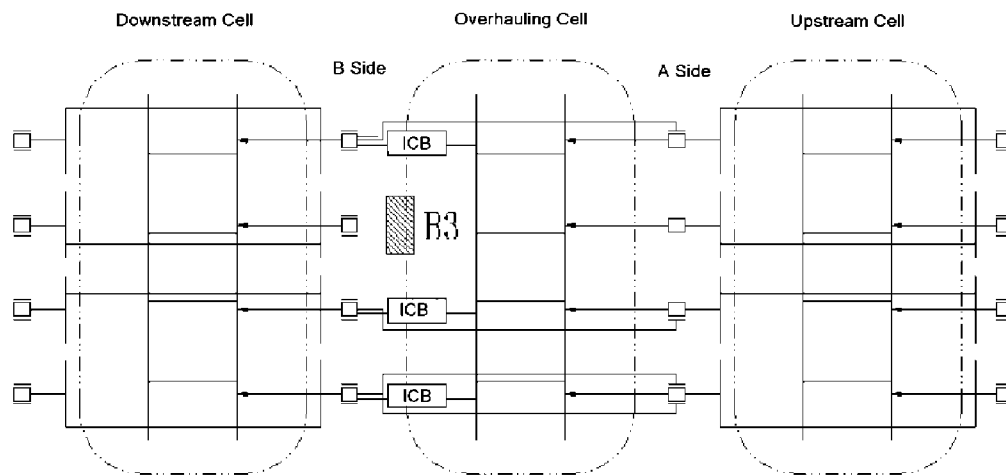 Downstream Cell
Overhauling Cell
Upstream Cell
B Side
A Side
ICB
B3
ICB
ICB